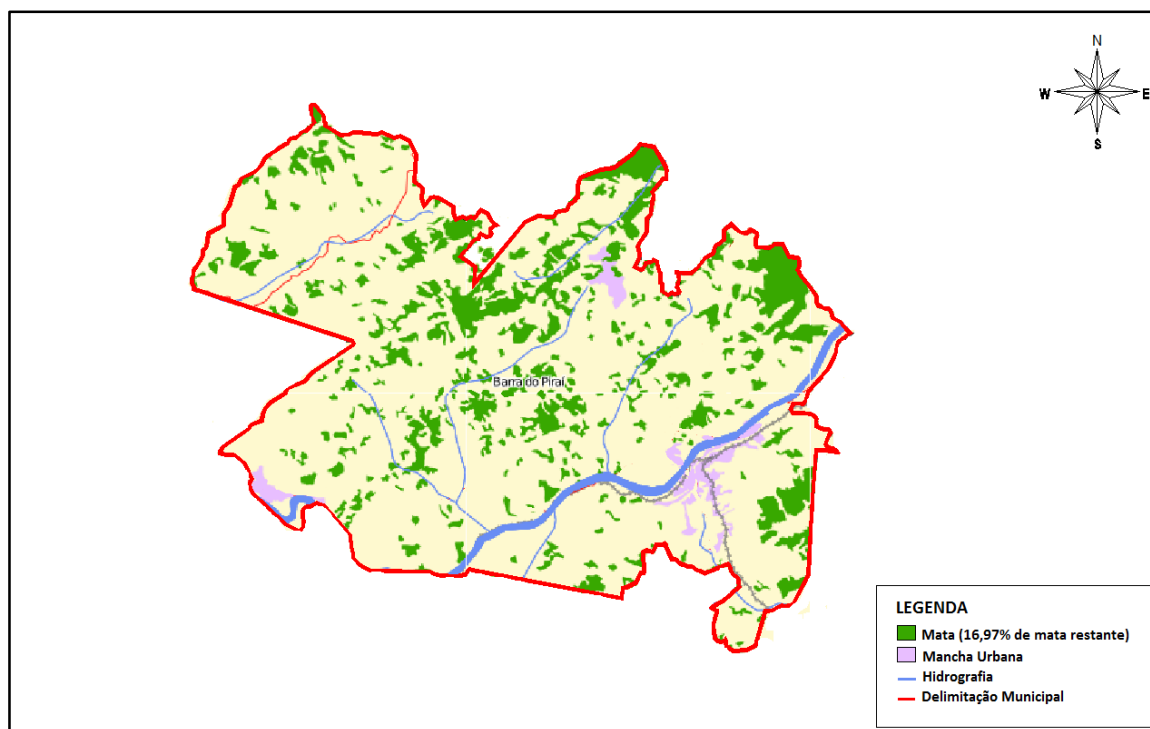 N
W
E
S
Barra do Piraí
LEGENDA
Mata (16,97% de mata restante)
Mancha Urbana
Hidrografia
Delimitação Municipal